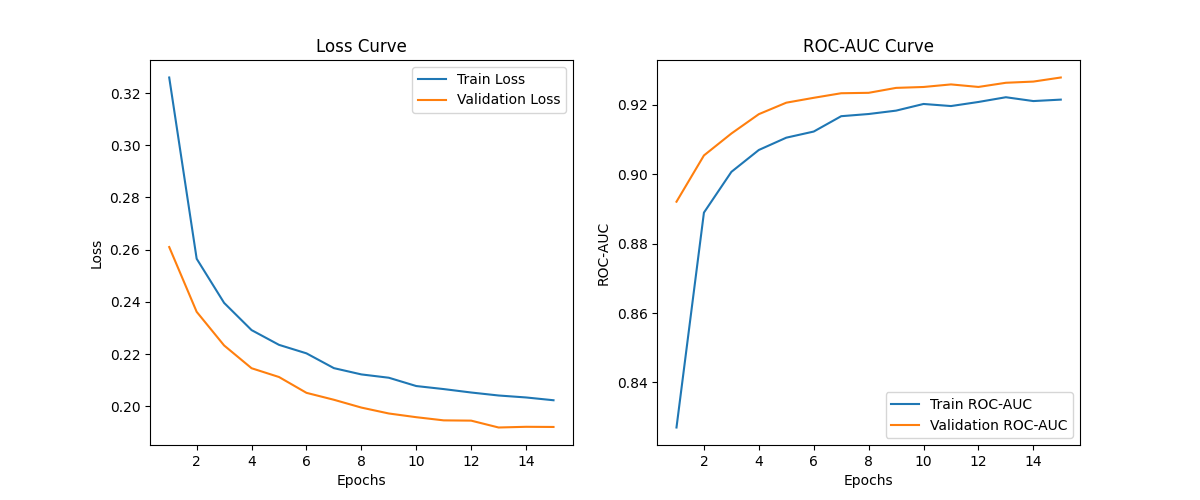 Loss Curve
Train Loss
Validation Loss
0.32
0.30
0.28
0.26
0.24
0.22
0.20
Loss
2
4
6
8
10
12
14
Epochs
ROC-AUC Curve
0.92
0.90
0.88
0.86
0.84
ROC-AUC
Train ROC-AUC
Validation ROC-AUC
2
4
6
8
10
12
14
Epochs